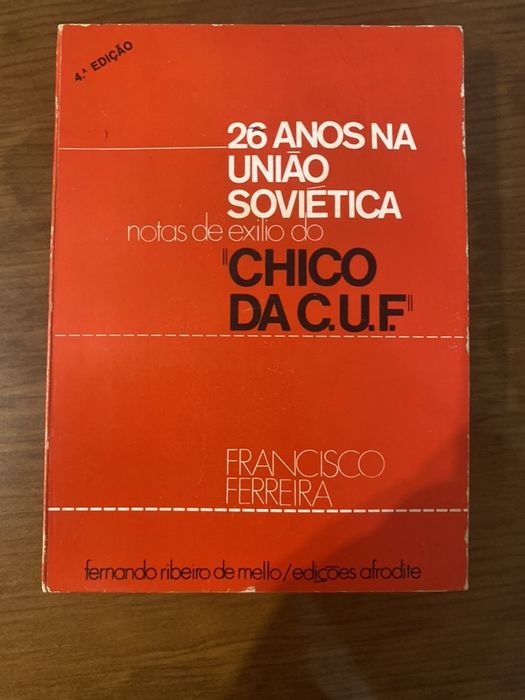 4.ª EDIÇÃO
26 ANOS NA
UNIÃO
SOVIÉTICA
notas de exílio do
"CHICO
DA C.U.F."
FRANCISCO
FERREIRA
fernando ribeiro de mello/edições afrodite